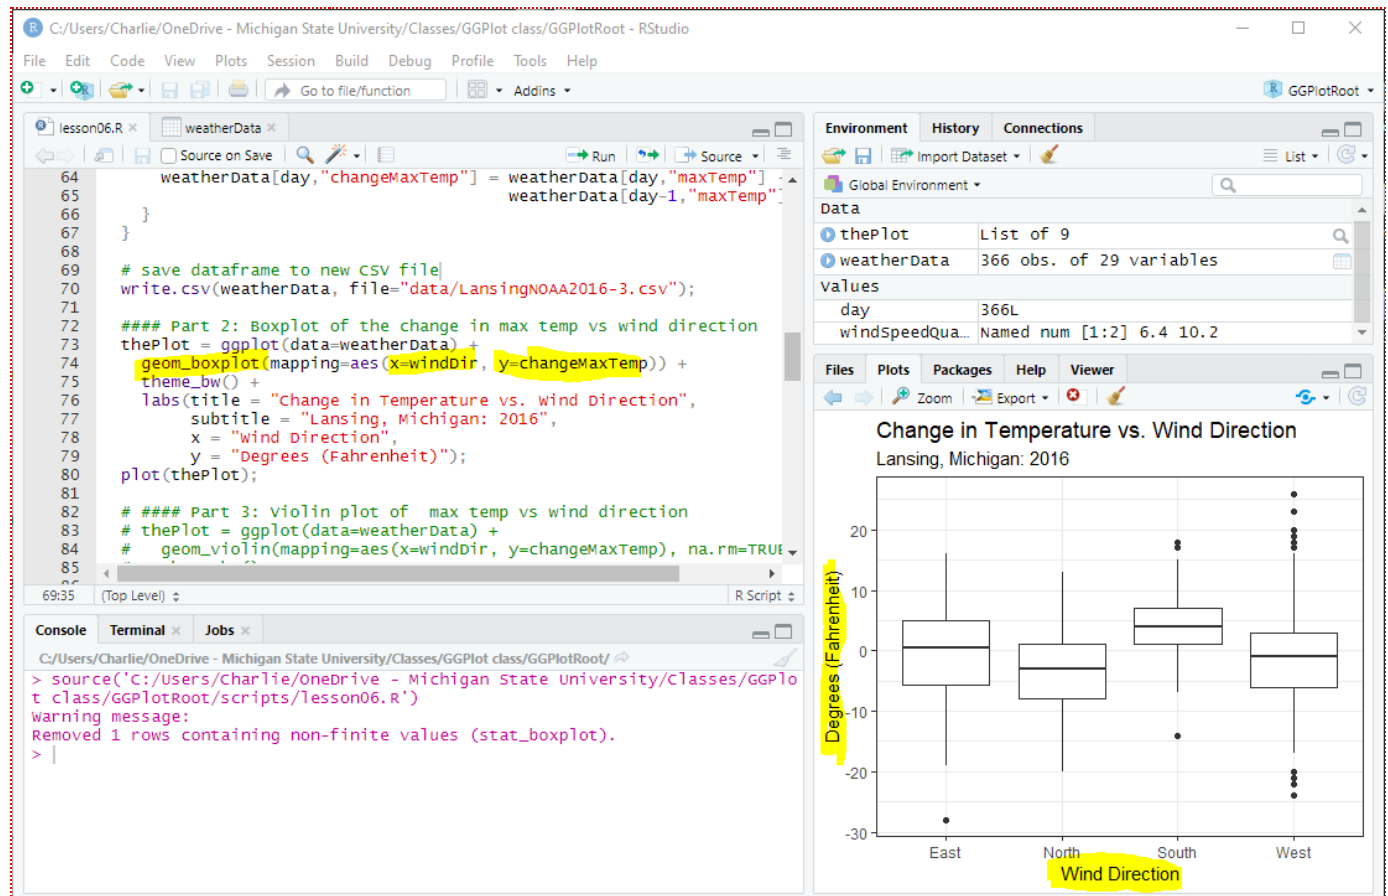 C:/Users/Charlie/OneDrive - Michigan State University/Classes/GGPlot class/GGPlotRoot - RStudio
File Edit Code View Plots Session Build Debug Profile Tools Help
Go to file/function Addins GGPlotRoot
lesson06.R weatherData
Source on Save Run Source
64 weatherData[day,"changeMaxTemp"] = weatherData[day,"maxTemp"] -
65 weatherData[day-1,"maxTemp"]
66 }
67 }
68
69 # save dataframe to new CSV file
70 write.csv(weatherData, file="data/LansingNOAA2016-3.csv");
71
72 #### Part 2: Boxplot of the change in max temp vs wind direction
73 thePlot = ggplot(data=weatherData) +
74 geom_boxplot(mapping=aes(x=windDir, y=changeMaxTemp)) +
75 theme_bw() +
76 labs(title = "Change in Temperature vs. Wind Direction",
77 subtitle = "Lansing, Michigan: 2016",
78 x = "Wind Direction",
79 y = "Degrees (Fahrenheit)");
80 plot(thePlot);
81
82 # #### Part 3: Violin plot of  max temp vs wind direction
83 # thePlot = ggplot(data=weatherData) +
84 #   geom_violin(mapping=aes(x=windDir, y=changeMaxTemp), na.rm=TRUE
85
69:35 (Top Level) R Script
Console Terminal Jobs
C:/Users/Charlie/OneDrive - Michigan State University/Classes/GGPlot class/GGPlotRoot/
> source('C:/Users/Charlie/OneDrive - Michigan State University/Classes/GGPlo
t class/GGPlotRoot/scripts/lesson06.R')
Warning message:
Removed 1 rows containing non-finite values (stat_boxplot).
>
Environment History Connections
Import Dataset List
Global Environment
Data
thePlot List of 9
weatherData 366 obs. of 29 variables
Values
day 366L
windSpeedQua… Named num [1:2] 6.4 10.2
Files Plots Packages Help Viewer
Zoom Export
Change in Temperature vs. Wind Direction
Lansing, Michigan: 2016
Degrees (Fahrenheit)
20
10
0
-10
-20
-30
East North South West
Wind Direction